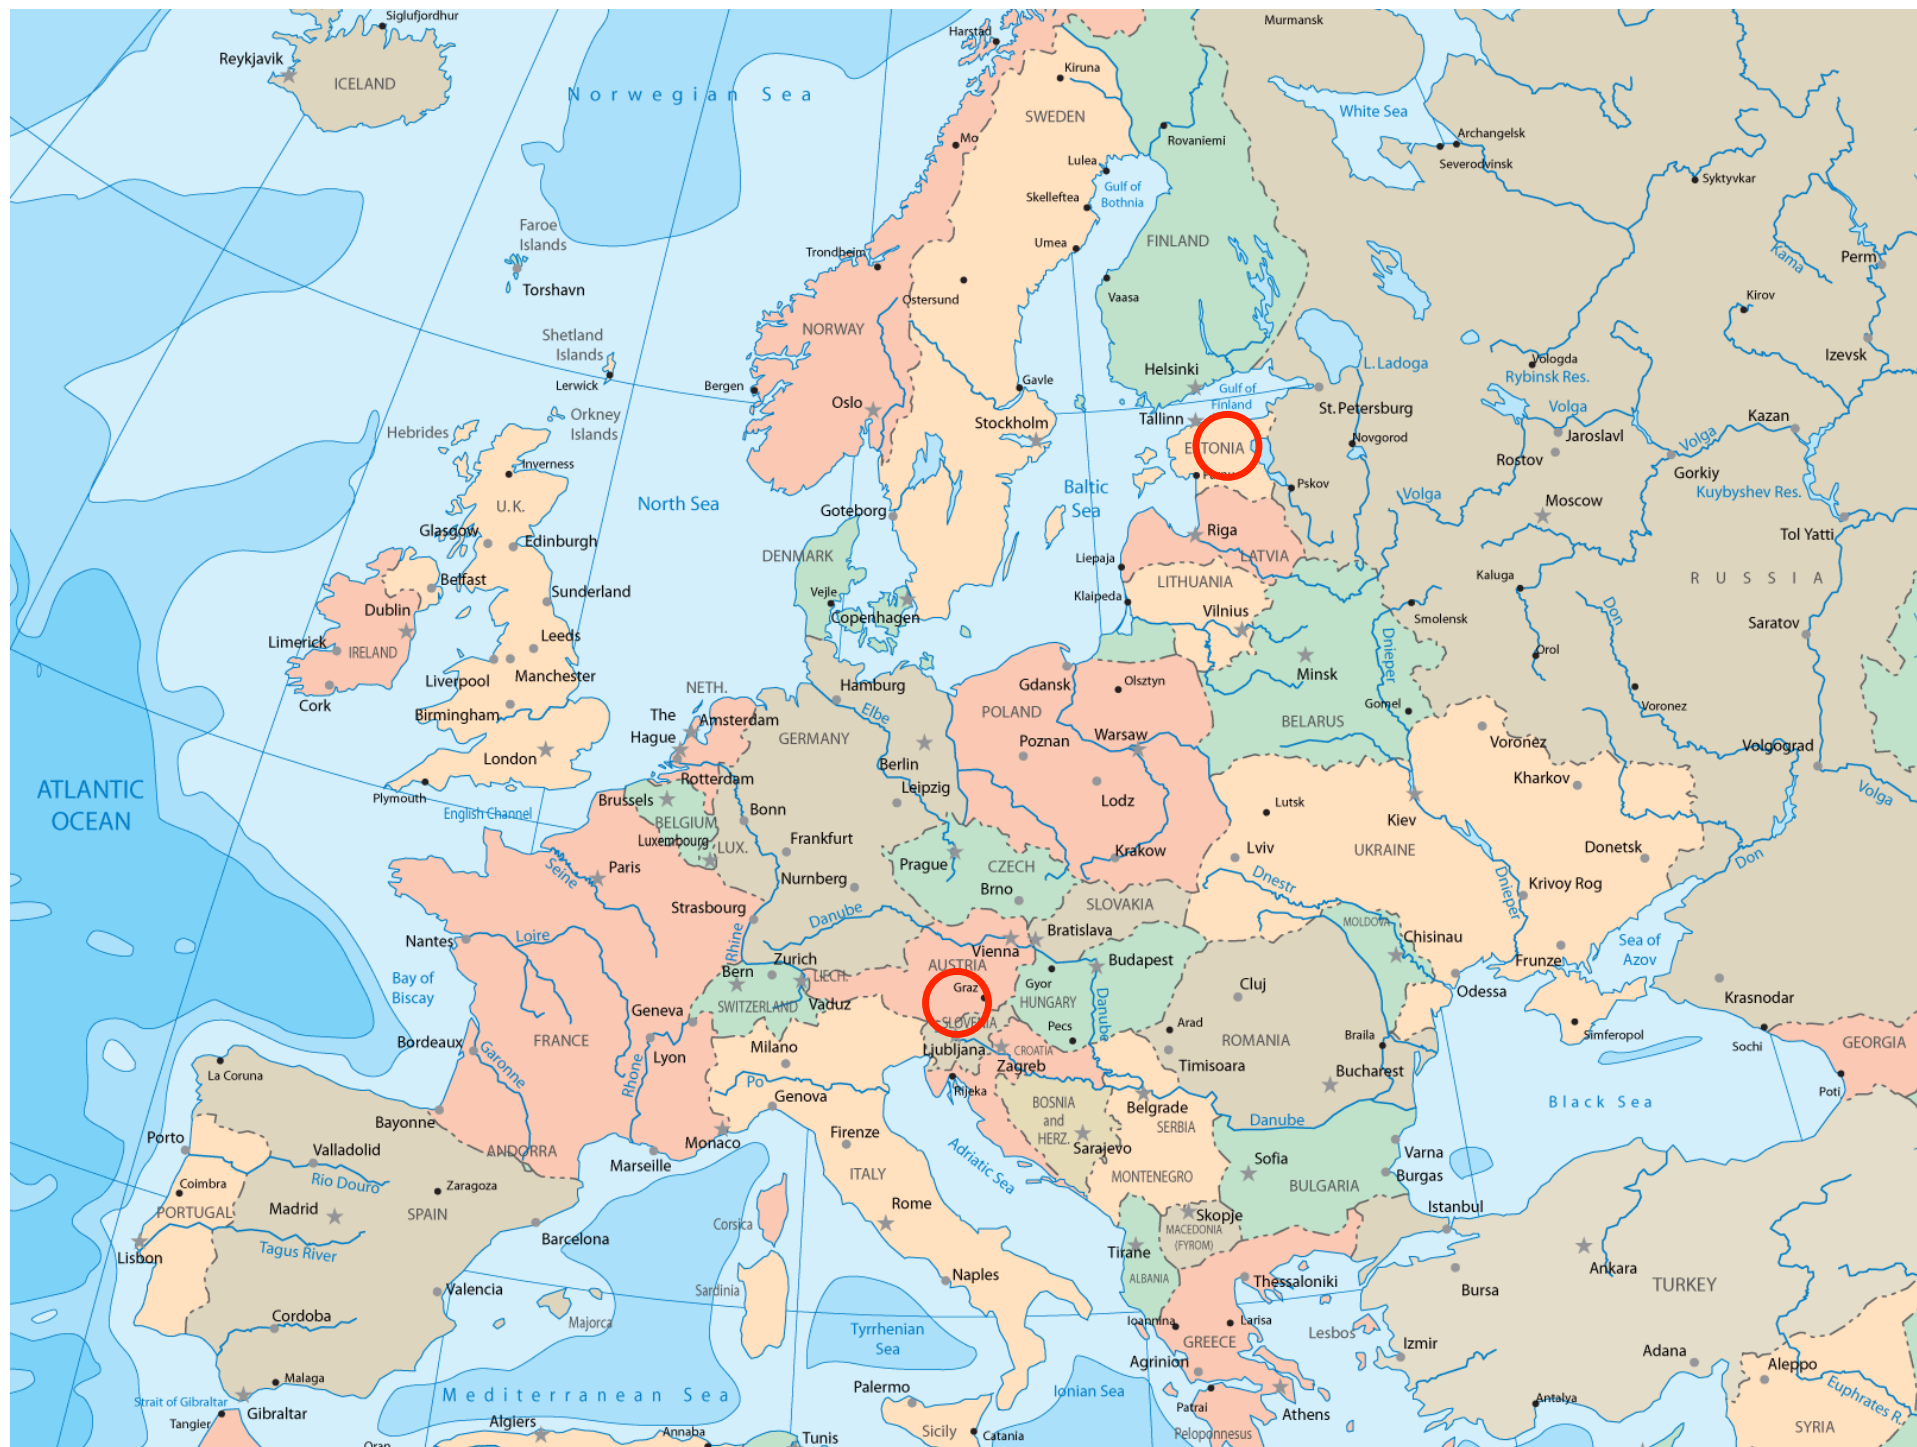 Siglufjordhur
Reykjavik
ICELAND
Norwegian Sea
Harstad
Kiruna
SWEDEN
Murmansk
White Sea
Archangelsk
Severodvinsk
Syktyvkar
Mo
Rovaniemi
Lulea
Gulf of
Bothnia
Skelleftea
Umea
FINLAND
Faroe
Islands
Torshavn
Trondheim
Ostersund
Vaasa
Kama
Perm
Kirov
NORWAY
Shetland
Islands
Lerwick
Bergen
Izevsk
Vologda
Rybinsk Res.
L. Ladoga
Helsinki
Gulf of
Finland
Gavle
Oslo
Orkney
Islands
Hebrides
Stockholm
Tallinn
ESTONIA
St. Petersburg
Novgorod
Volga
Jaroslavl
Kazan
Volga
Rostov
Gorkiy
Kuybyshev Res.
Inverness
U.K.
North Sea
Baltic
Sea
Pskov
Volga
Moscow
Tol Yatti
Goteborg
Glasgow
Edinburgh
DENMARK
Riga
LATVIA
Liepaja
LITHUANIA
Klaipeda
Vilnius
Kaluga
RUSSIA
Belfast
Sunderland
Vejle
Copenhagen
Smolensk
Don
Saratov
Dublin
Limerick
IRELAND
Leeds
Manchester
Liverpool
Cork
Birmingham
Dnieper
Orol
Minsk
Gdansk
Olsztyn
Hamburg
Elbe
NETH.
The
Hague
Amsterdam
GERMANY
POLAND
Poznan
Warsaw
BELARUS
Gomel
Voronez
Voronez
Volgograd
Volga
London
Plymouth
English Channel
Rotterdam
Berlin
Leipzig
Lodz
Lutsk
Kiev
Kharkov
ATLANTIC
OCEAN
Brussels
BELGIUM
Luxembourg
LUX.
Bonn
Frankfurt
Prague
CZECH
Brno
Krakow
Lviv
UKRAINE
Donetsk
Don
Seine
Paris
Nurnberg
Dnestr
Dnieper
Krivoy Rog
Strasbourg
Danube
SLOVAKIA
MOLDOVA
Chisinau
Nantes
Loire
Rhine
Vienna
Bratislava
Sea of
Azov
Bay of
Biscay
Bern
Zurich
LIECH.
AUSTRIA
Budapest
Frunze
SWITZERLAND
Vaduz
Graz
Gyor
HUNGARY
Danube
Cluj
Odessa
Krasnodar
Geneva
SLOVENIA
Pecs
Arad
Simferopol
Sochi
GEORGIA
Bordeaux
FRANCE
Lyon
Milano
Ljubljana
Zagreb
CROATIA
Timisoara
ROMANIA
Braila
Garonne
Rhone
Po
Rijeka
Bucharest
Poti
La Coruna
Genova
BOSNIA
and
HERZ.
Belgrade
SERBIA
Danube
Black Sea
Bayonne
Porto
Valladolid
ANDORRA
Monaco
Marseille
Firenze
Sarajevo
Adriatic Sea
Sofia
Varna
Burgas
Coimbra
Rio Douro
Zaragoza
ITALY
MONTENEGRO
BULGARIA
PORTUGAL
Madrid
SPAIN
Corsica
Rome
Skopje
MACEDONIA
(FYROM)
Istanbul
Lisbon
Tagus River
Barcelona
Tirane
Ankara
Valencia
Sardinia
Naples
ALBANIA
Thessaloniki
Bursa
TURKEY
Cordoba
Majorca
Tyrrhenian
Sea
Ioannina
Larisa
GREECE
Lesbos
Izmir
Adana
Aleppo
Malaga
Agrinion
Strait of Gibraltar
Gibraltar
Mediterranean Sea
Palermo
Ionian Sea
Patrai
Athens
Antalya
Euphrates R.
Tangier
Algiers
Annaba
Tunis
Sicily
Catania
Peloponnesus
SYRIA
Oran